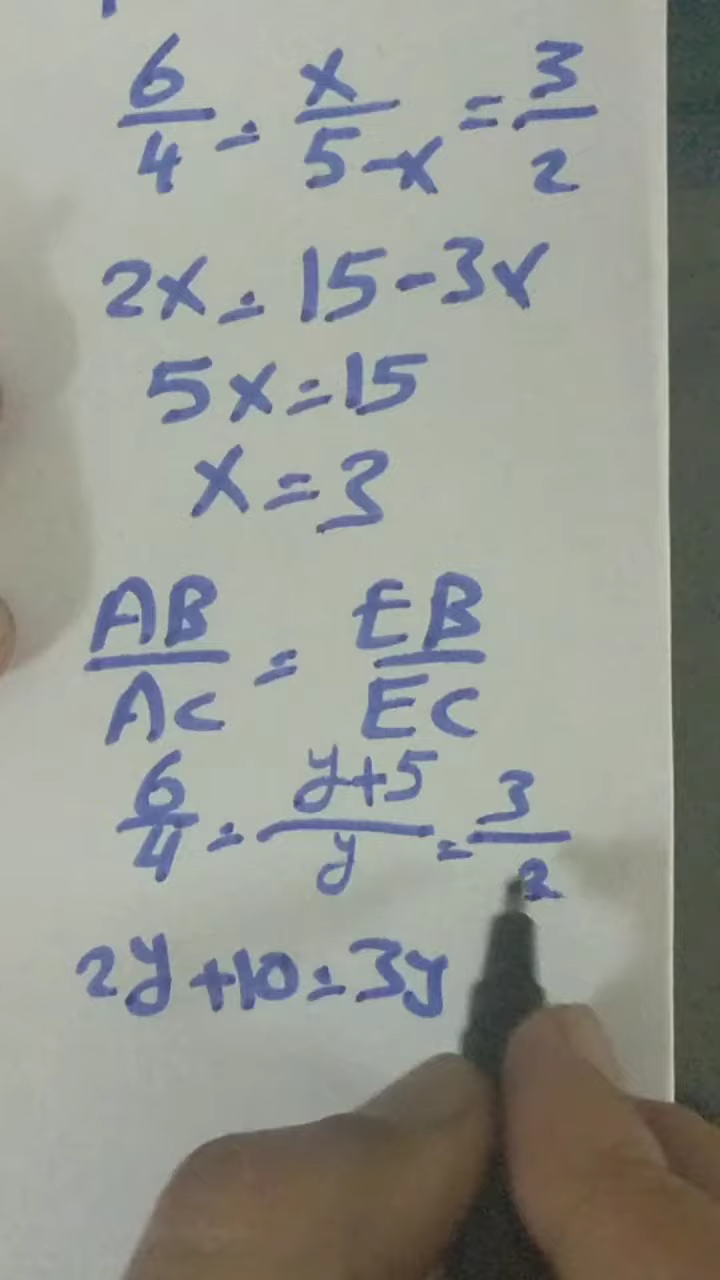 6/4 = x/5-x = 3/2
2x = 15-3x
5x = 15
x = 3
AB/AC = EB/EC
6/4 = y+5/y = 3/2
2y+10 = 3y